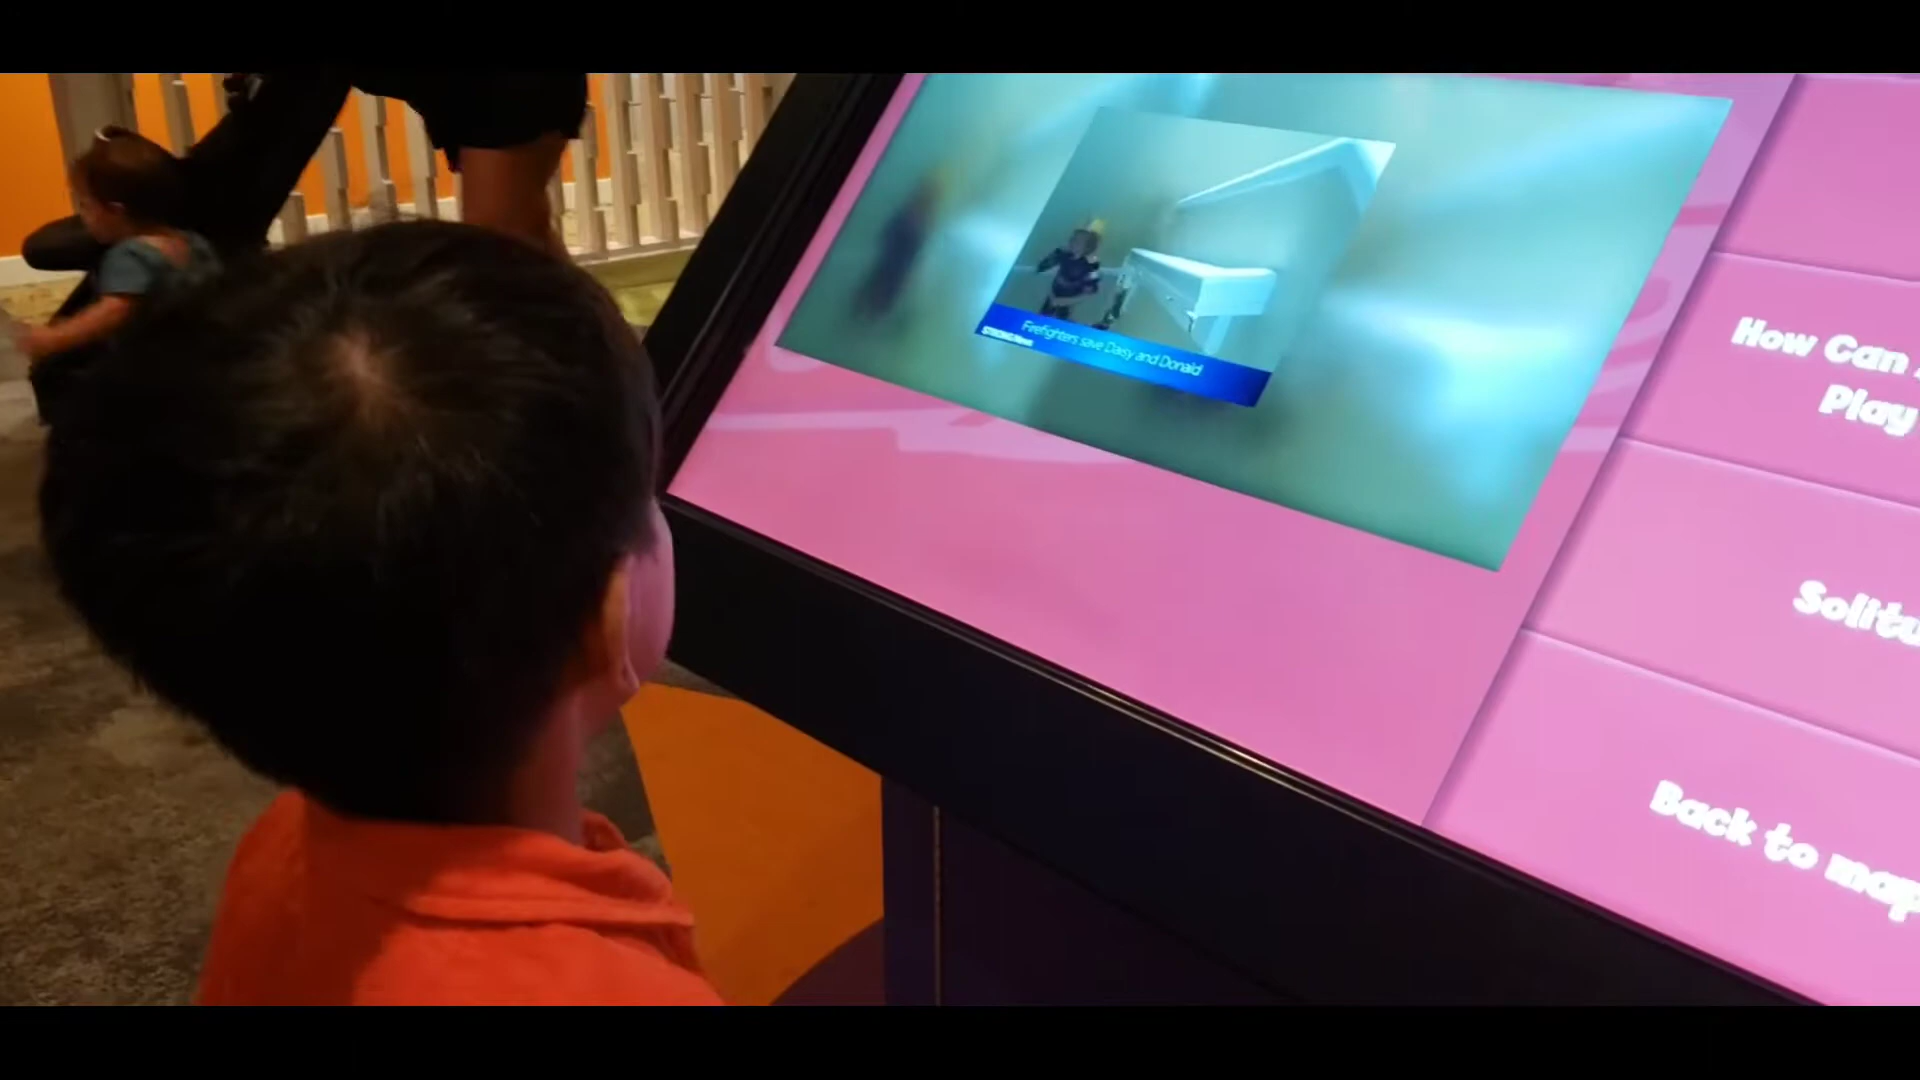 Firefighters save Daisy and Donald
STRONG News
How Can
Play
Solitu
Back to map